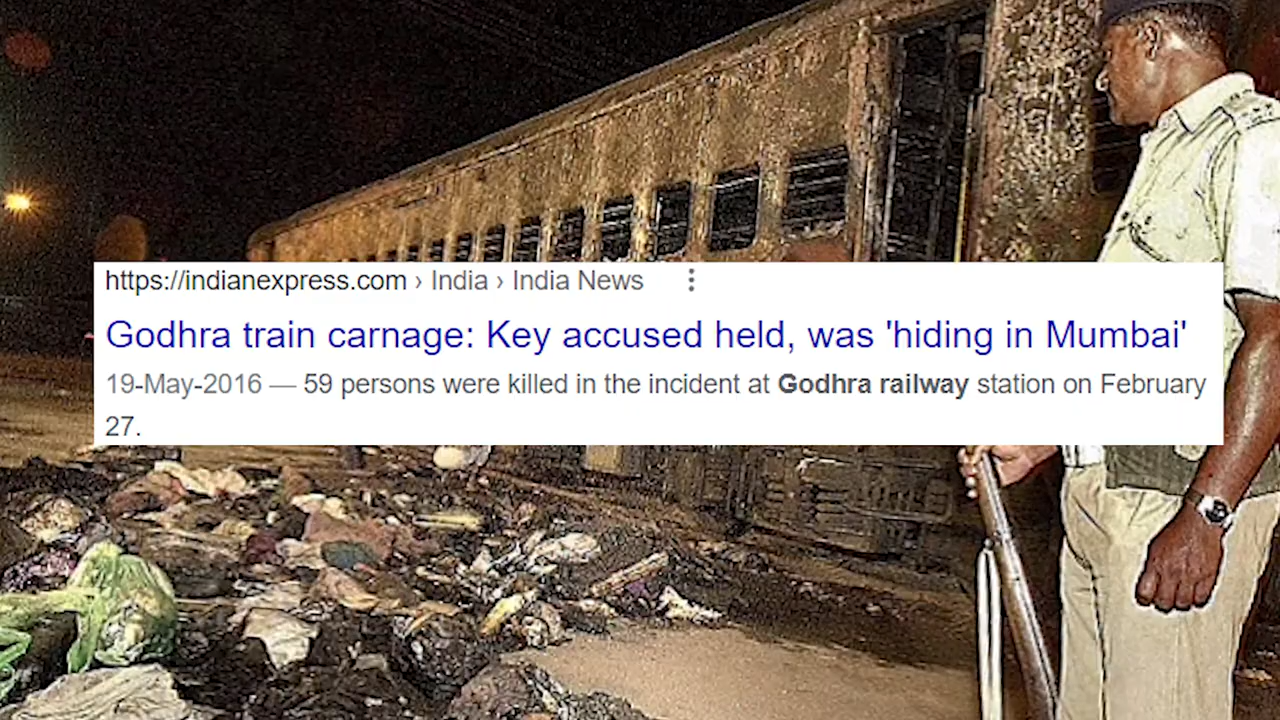 https://indianexpress.com › India › India News
Godhra train carnage: Key accused held, was 'hiding in Mumbai'
19-May-2016 — 59 persons were killed in the incident at Godhra railway station on February
27.